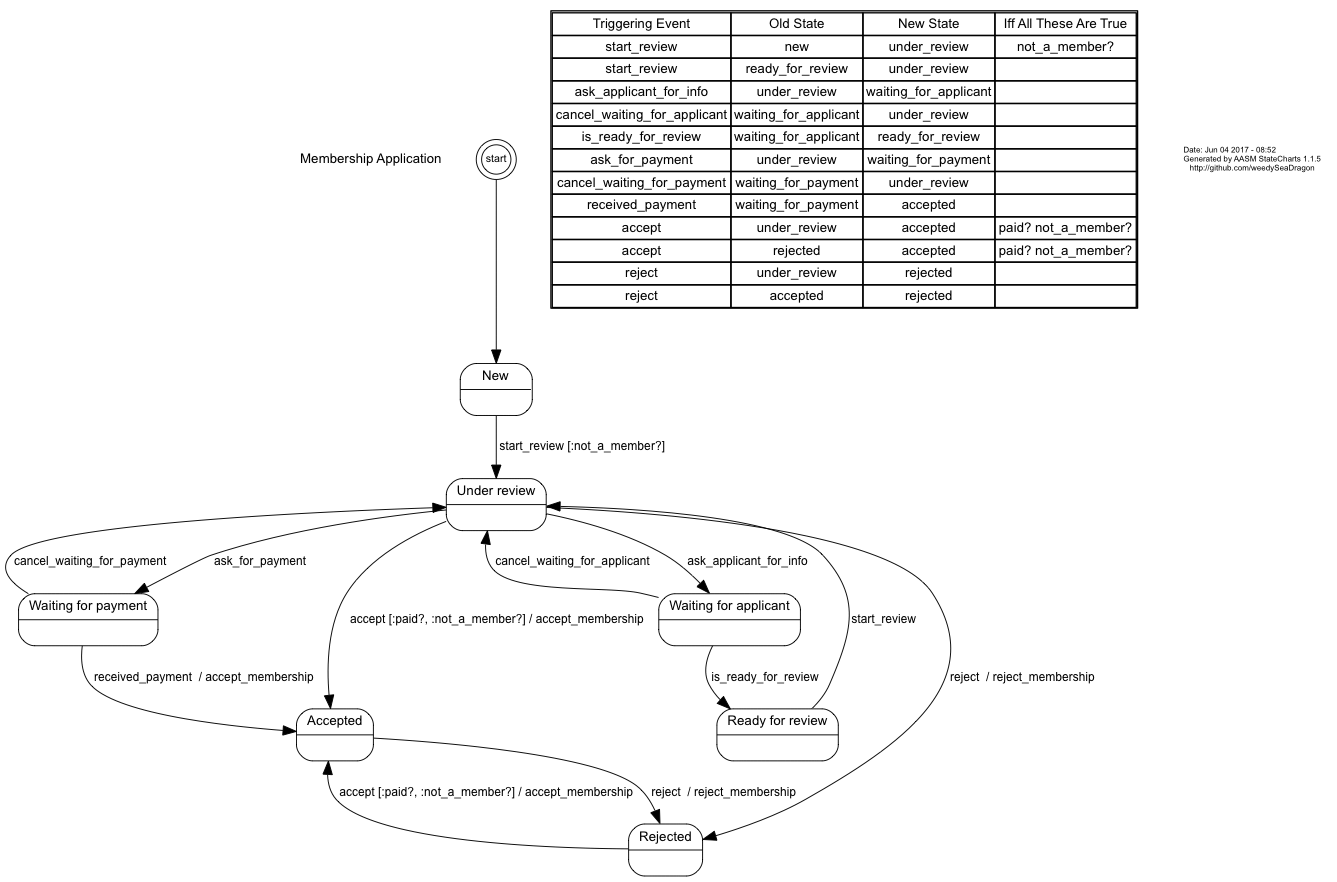 Triggering Event Old State New State Iff All These Are True
start_review new under_review not_a_member?
start_review ready_for_review under_review
ask_applicant_for_info under_review waiting_for_applicant
cancel_waiting_for_applicant waiting_for_applicant under_review
is_ready_for_review waiting_for_applicant ready_for_review
ask_for_payment under_review waiting_for_payment
cancel_waiting_for_payment waiting_for_payment under_review
received_payment waiting_for_payment accepted
accept under_review accepted paid? not_a_member?
accept rejected accepted paid? not_a_member?
reject under_review rejected
reject accepted rejected
Membership Application
start
Date: Jun 04 2017 - 08:52
Generated by AASM StateCharts 1.1.5
http://github.com/weedySeaDragon
New
start_review [:not_a_member?]
Under review
cancel_waiting_for_payment
ask_for_payment
cancel_waiting_for_applicant
ask_applicant_for_info
Waiting for payment
accept [:paid?, :not_a_member?] / accept_membership
Waiting for applicant
start_review
received_payment / accept_membership
is_ready_for_review
reject / reject_membership
Accepted
Ready for review
accept [:paid?, :not_a_member?] / accept_membership
reject / reject_membership
Rejected